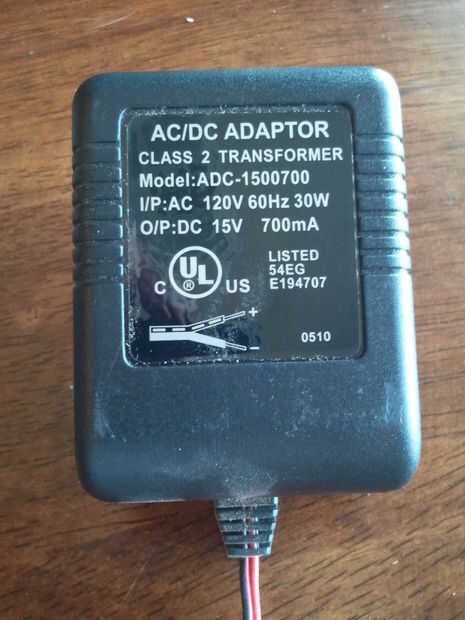 AC/DC ADAPTOR
CLASS 2 TRANSFORMER
Model:ADC-1500700
I/P:AC 120V 60Hz 30W
O/P:DC 15V 700mA
C UL ® US
LISTED
54EG
E194707
+
−
0510